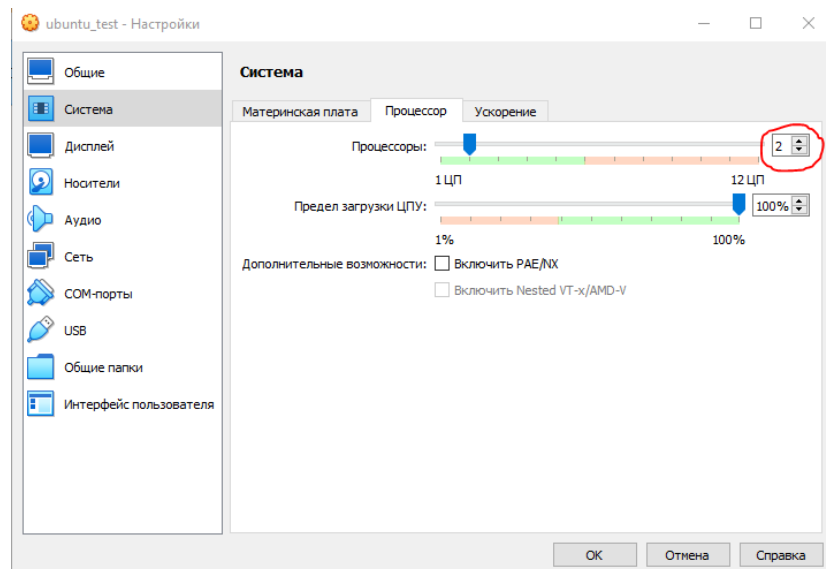 ubuntu_test - Настройки
Общие
Система
Дисплей
Носители
Аудио
Сеть
COM-порты
USB
Общие папки
Интерфейс пользователя
Система
Материнская плата Процессор Ускорение
Процессоры: 2
1 ЦП 12 ЦП
Предел загрузки ЦПУ: 100%
1% 100%
Дополнительные возможности: Включить PAE/NX
Включить Nested VT-x/AMD-V
ОК Отмена Справка